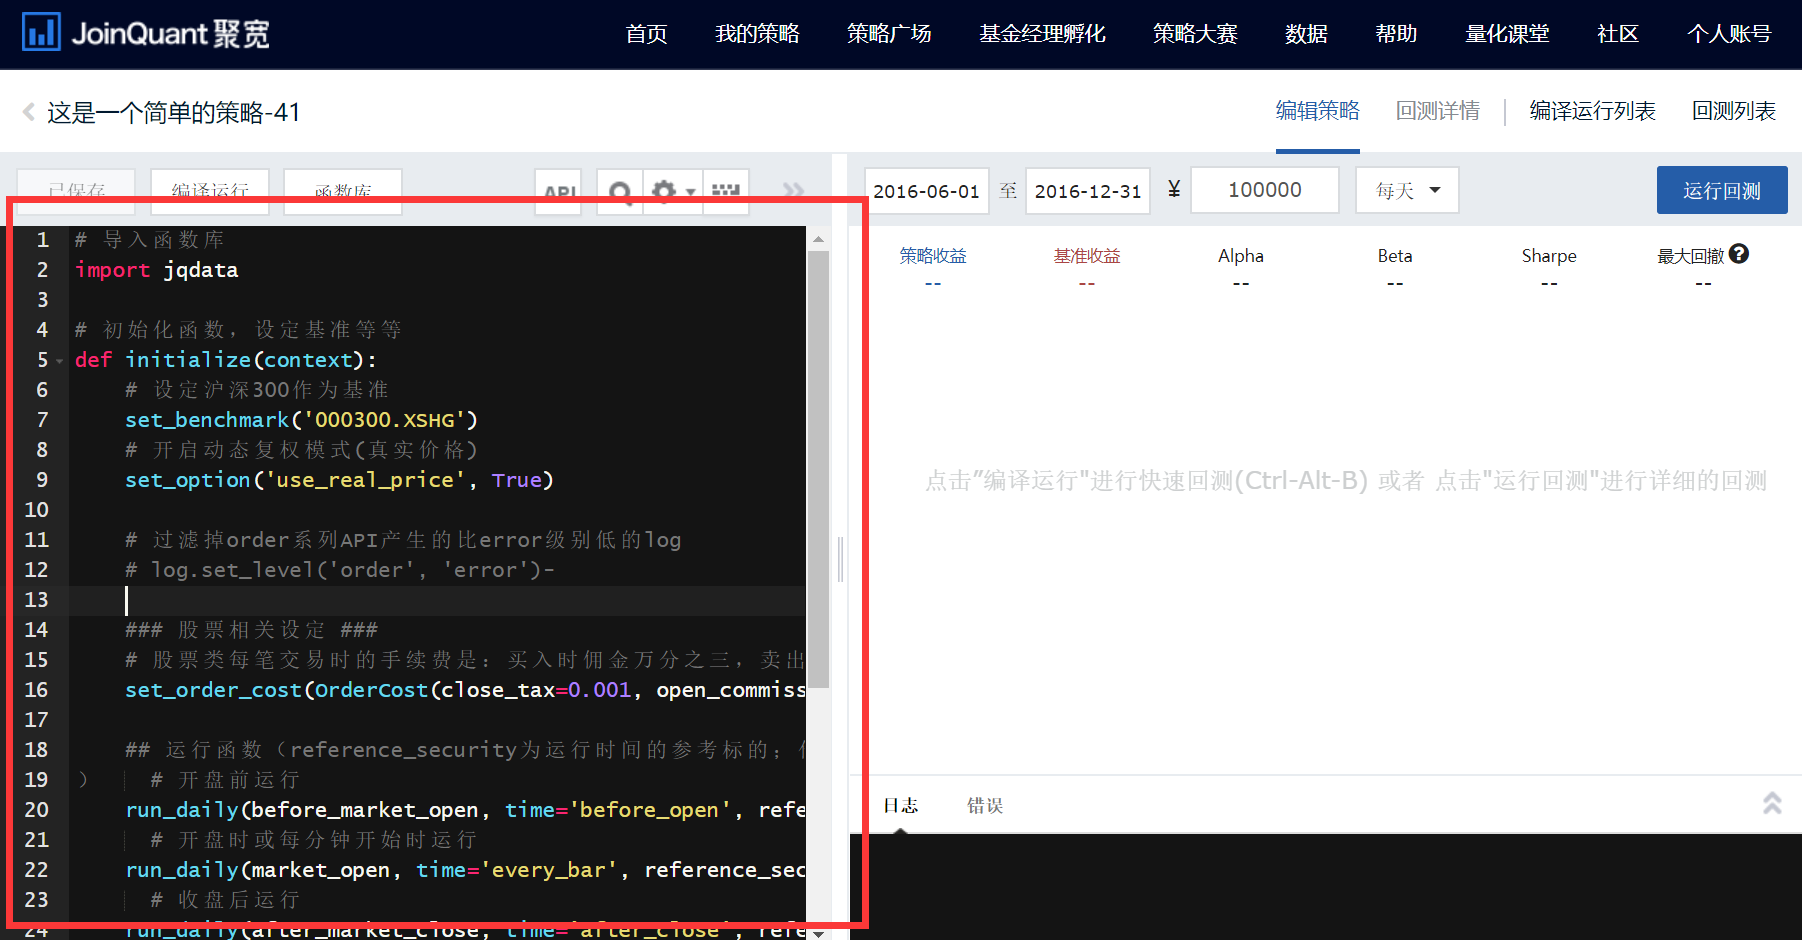 JoinQuant 聚宽
首页 我的策略 策略广场 基金经理孵化 策略大赛 数据 帮助 量化课堂 社区 个人账号
这是一个简单的策略-41
编辑策略 回测详情 编译运行列表 回测列表
已保存 编译运行 函数库 API
2016-06-01 至 2016-12-31 ¥ 100000 每天 运行回测
策略收益 基准收益 Alpha Beta Sharpe 最大回撤
-- -- -- -- -- --
1 # 导入函数库
2 import jqdata
3
4 # 初始化函数，设定基准等等
5 def initialize(context):
6 # 设定沪深300作为基准
7 set_benchmark('000300.XSHG')
8 # 开启动态复权模式(真实价格)
9 set_option('use_real_price', True)
10
11 # 过滤掉order系列API产生的比error级别低的log
12 # log.set_level('order', 'error')-
13
14 ### 股票相关设定 ###
15 # 股票类每笔交易时的手续费是：买入时佣金万分之三，卖出
16 set_order_cost(OrderCost(close_tax=0.001, open_commiss
17
18 ## 运行函数（reference_security为运行时间的参考标的；
19 ） # 开盘前运行
20 run_daily(before_market_open, time='before_open', refe
21 # 开盘时或每分钟开始时运行
22 run_daily(market_open, time='every_bar', reference_sec
23 # 收盘后运行
24 run_daily(after_market_close, time='after_close', refe
点击"编译运行"进行快速回测(Ctrl-Alt-B) 或者 点击"运行回测"进行详细的回测
日志 错误